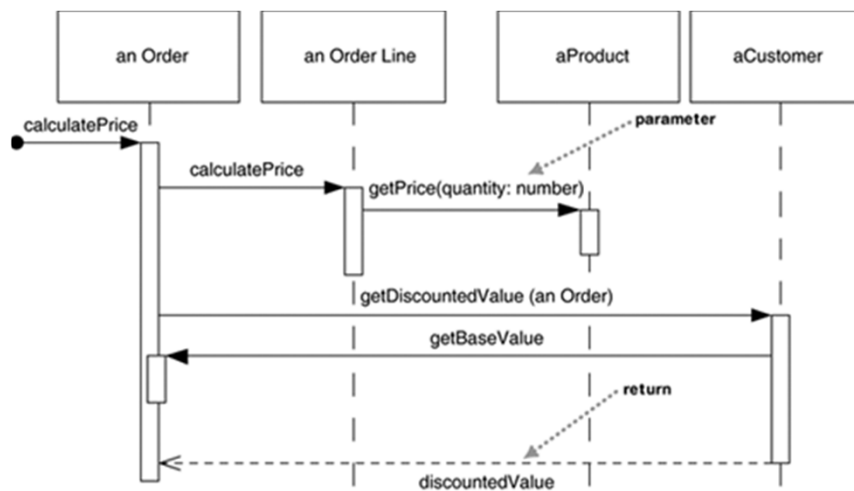 an Order
an Order Line
aProduct
aCustomer
parameter
calculatePrice
calculatePrice
getPrice(quantity: number)
getDiscountedValue (an Order)
getBaseValue
return
discountedValue